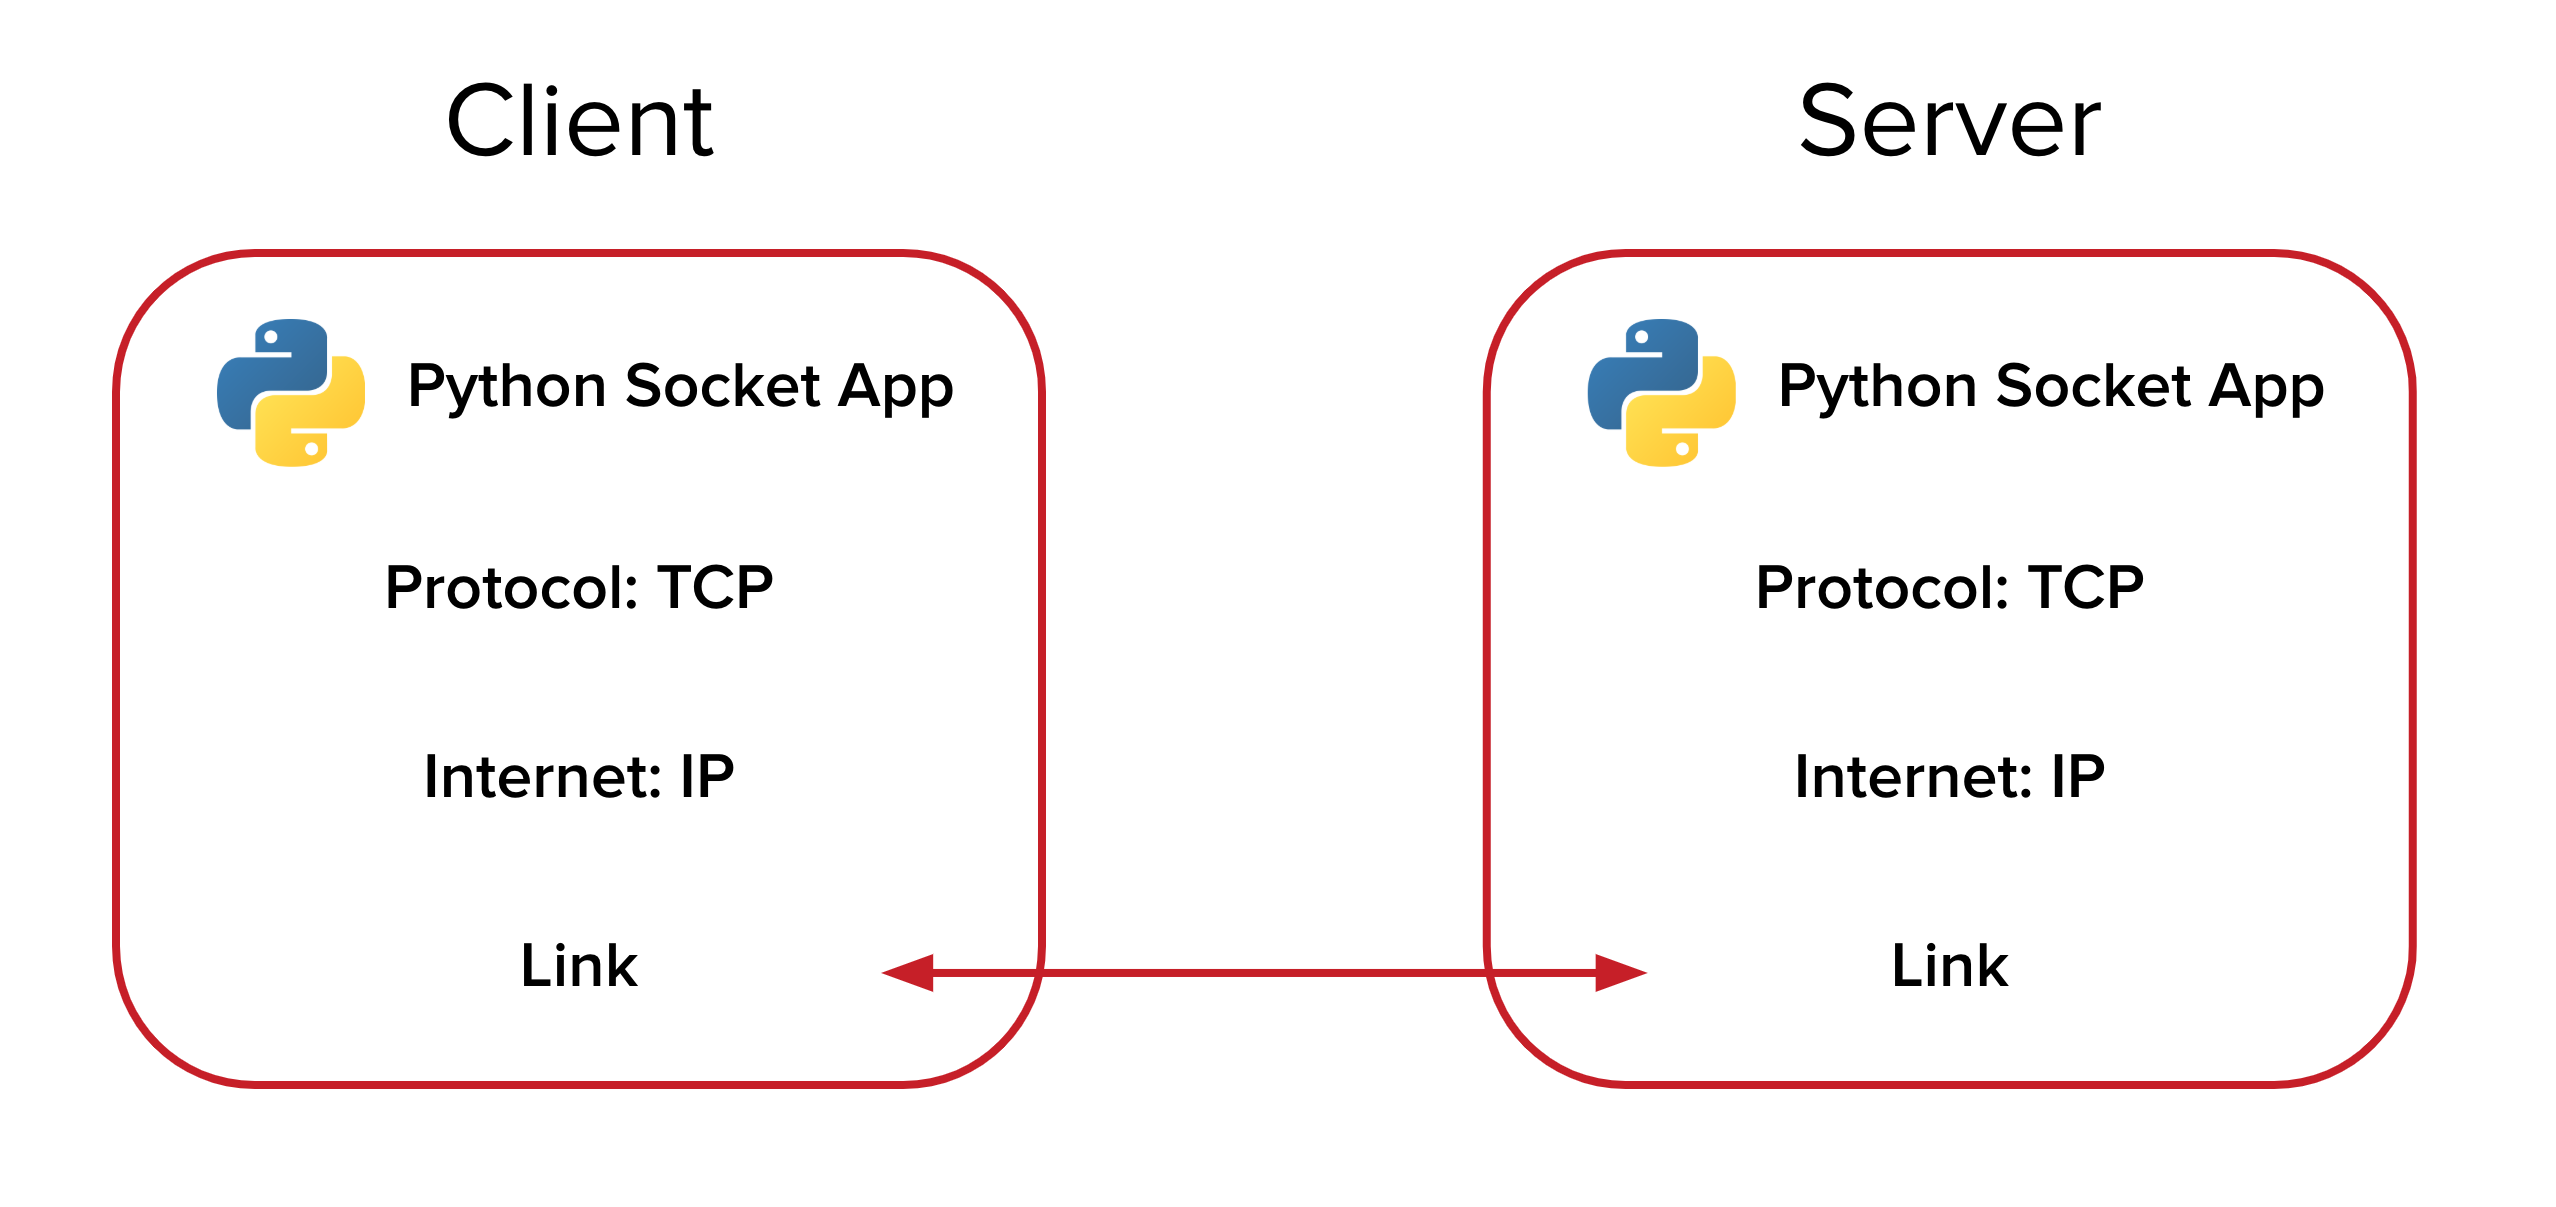 Client
Python Socket App
Protocol: TCP
Internet: IP
Link
Server
Python Socket App
Protocol: TCP
Internet: IP
Link